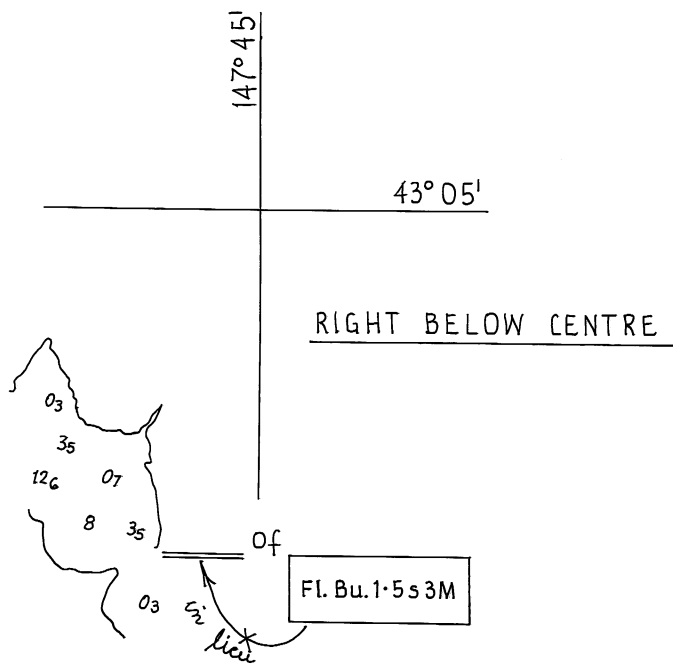 147° 45'
43° 05'
RIGHT BELOW CENTRE
0₃
3₅
12₆ 0₇
8 3₅
Of
Fl. Bu. 1·5s 3M
0₃